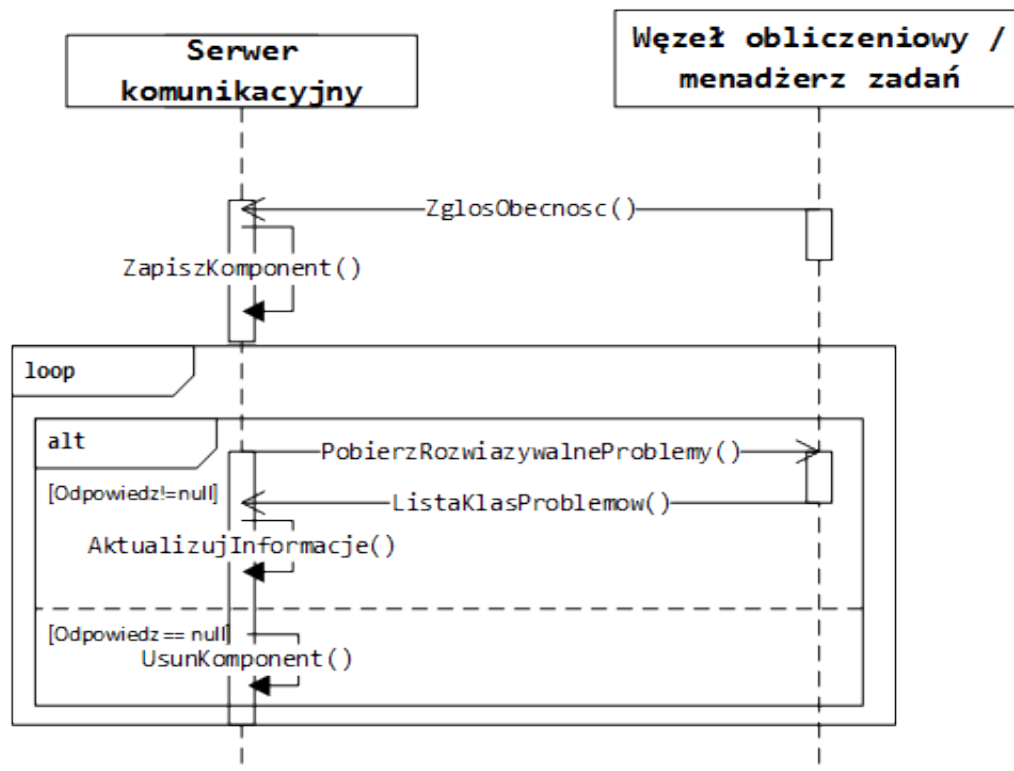 Serwer
komunikacyjny
Węzeł obliczeniowy /
menadżerz zadań
ZglosObecnosc()
ZapiszKomponent()
loop
alt
PobierzRozwiazywalneProblemy()
[Odpowiedz!=null]
ListaKlasProblemow()
AktualizujInformacje()
[Odpowiedz == null]
UsunKomponent()